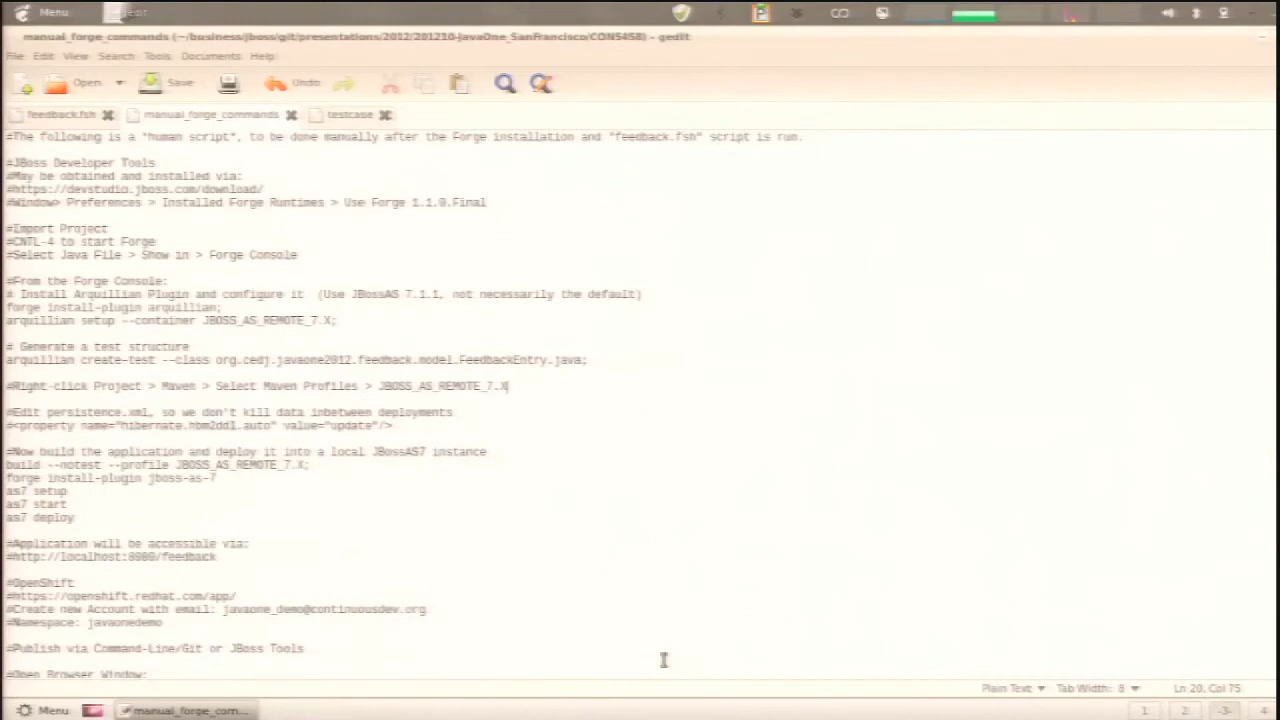 Menu gedit
manual_forge_commands (~/business/jboss/git/presentations/2012/201210-JavaOne_SanFrancisco/CON5458) - gedit
File Edit View Search Tools Documents Help
Open Save Undo
feedback.fsh manual_forge_commands testcase
#The following is a "human script", to be done manually after the Forge installation and "feedback.fsh" script is run.
#JBoss Developer Tools
#May be obtained and installed via:
#https://devstudio.jboss.com/download/
#Window> Preferences > Installed Forge Runtimes > Use Forge 1.1.0.Final
#Import Project
#CNTL-4 to start Forge
#Select Java File > Show in > Forge Console
#From the Forge Console:
# Install Arquillian Plugin and configure it  (Use JBossAS 7.1.1, not necessarily the default)
forge install-plugin arquillian;
arquillian setup --container JBOSS_AS_REMOTE_7.X;
# Generate a test structure
arquillian create-test --class org.cedj.javaone2012.feedback.model.FeedbackEntry.java;
#Right-click Project > Maven > Select Maven Profiles > JBOSS_AS_REMOTE_7.X
#Edit persistence.xml, so we don't kill data inbetween deployments
#<property name="hibernate.hbm2ddl.auto" value="update"/>
#Now build the application and deploy it into a local JBossAS7 instance
build --notest --profile JBOSS_AS_REMOTE_7.X;
forge install-plugin jboss-as-7
as7 setup
as7 start
as7 deploy
#Application will be accessible via:
#http://localhost:8080/feedback
#OpenShift
#https://openshift.redhat.com/app/
#Create new Account with email: javaone_demo@continuousdev.org
#Namespace: javaonedemo
#Publish via Command-Line/Git or JBoss Tools
#Open Browser Window:
Plain Text Tab Width: 8 Ln 20, Col 75
Menu manual_forge_com... 1 2 -3- 4